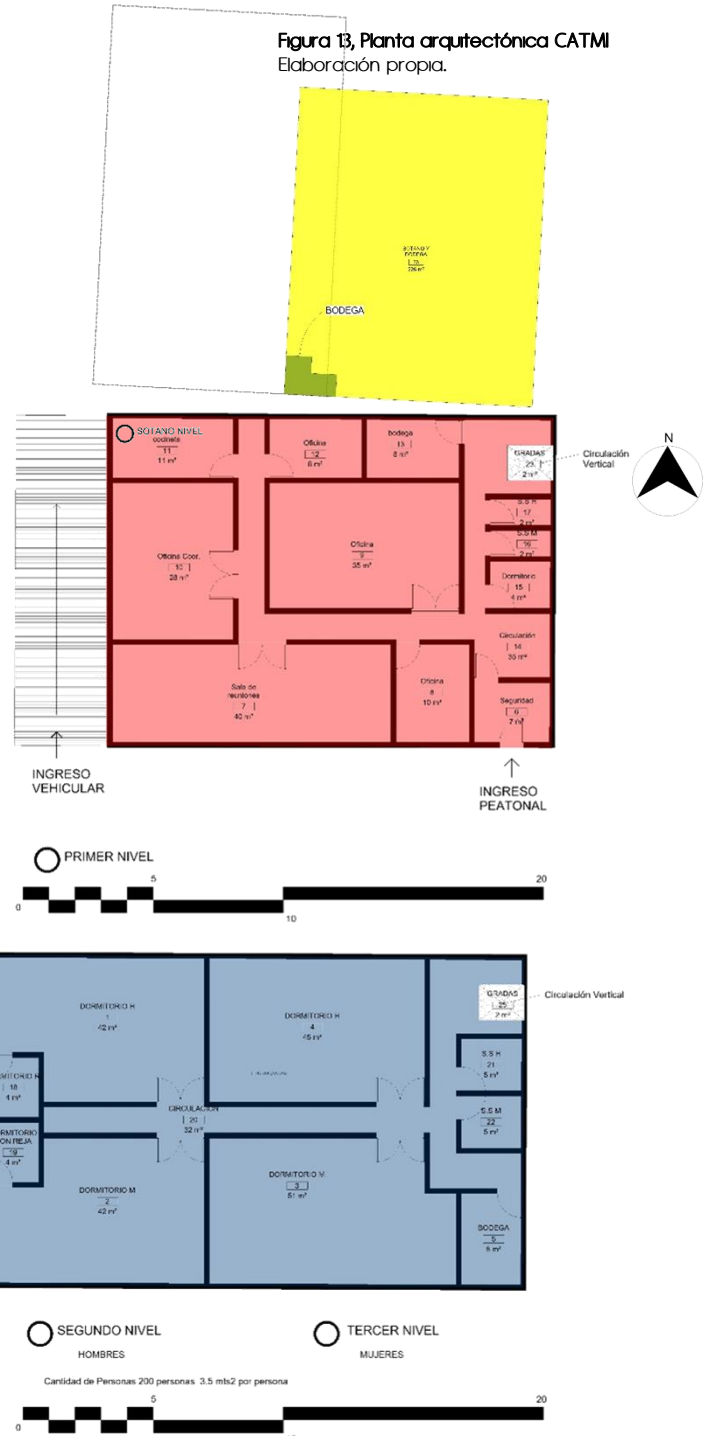 Figura 13, Planta arquitectónica CATMI
Elaboración propia.
SOTANO Y
BODEGA
BODEGA
SOTANO NIVEL
cocineta
11
11 m²
Oficina
12
bodega
13
8 m²
GRADAS
23
2 m²
Circulación
Vertical
N
S.S H
17
2 m²
S.S M
16
2 m²
Oficina Coor.
10
28 m²
Oficina
9
35 m²
Dormitorio
15
4 m²
Circulación
14
35 m²
Sala de
reuniones
7
40 m²
Oficina
8
10 m²
Seguridad
6
7 m²
INGRESO
VEHICULAR
INGRESO
PEATONAL
PRIMER NIVEL
0
5
10
20
DORMITORIO H
1
42 m²
DORMITORIO H
4
45 m²
GRADAS
25
2 m²
Circulación Vertical
18
4 m²
S.S H
21
5 m²
CIRCULACION
20
32 m²
S.S M
22
5 m²
ON REJA
19
4 m²
DORMITORIO M
2
42 m²
DORMITORIO M
3
51 m²
BODEGA
5
SEGUNDO NIVEL
HOMBRES
TERCER NIVEL
MUJERES
Cantidad de Personas 200 personas 3.5 mts2 por persona
0
5
20